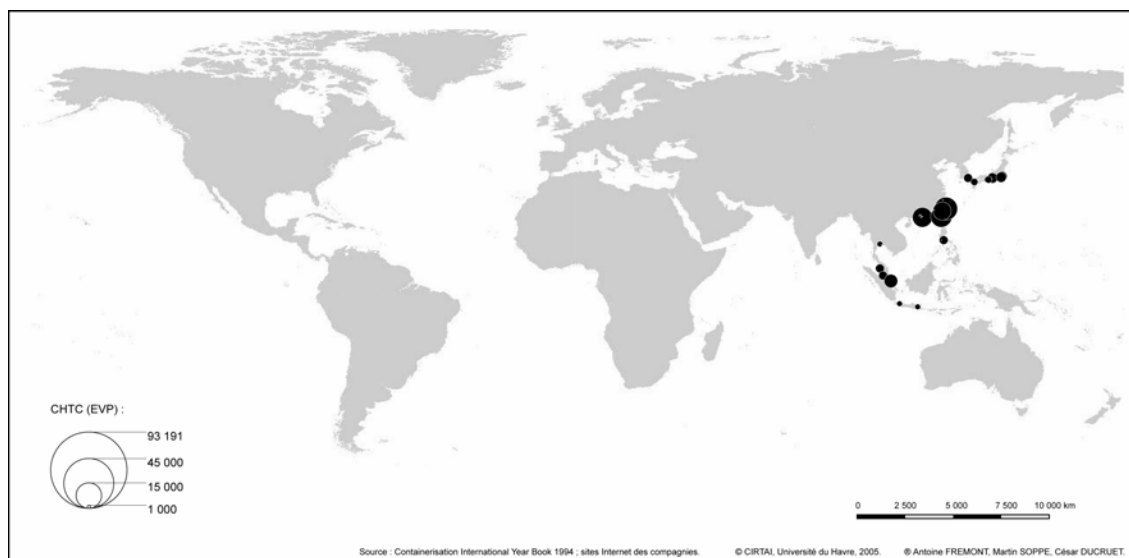 CHTC (EVP) :
93 191
45 000
15 000
1 000
0 2 500 5 000 7 500 10 000 km
Source : Containerisation International Year Book 1994 ; sites Internet des compagnies. © CIRTAI, Université du Havre, 2005. ® Antoine FREMONT, Martin SOPPE, César DUCRUET.